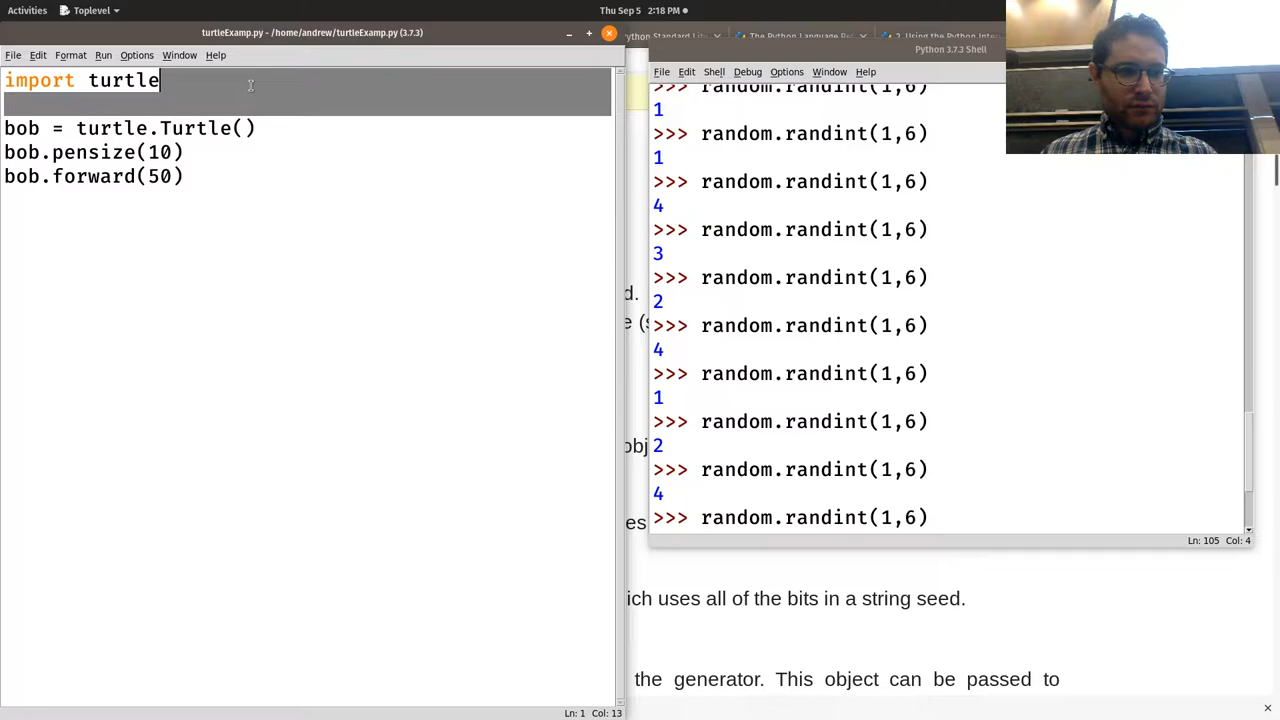 Activities Toplevel Thu Sep 5 2:18 PM
turtleExamp.py - /home/andrew/turtleExamp.py (3.7.3)
File Edit Format Run Options Window Help
import turtle
bob = turtle.Turtle()
bob.pensize(10)
bob.forward(50)
Ln: 1 Col: 13
Python Standard Li
The Python Language Re
2. Using the Python Inte
Python 3.7.3 Shell
File Edit Shell Debug Options Window Help
>>> random.randint(1,6)
1
>>> random.randint(1,6)
1
>>> random.randint(1,6)
4
>>> random.randint(1,6)
3
>>> random.randint(1,6)
2
>>> random.randint(1,6)
4
>>> random.randint(1,6)
1
>>> random.randint(1,6)
2
>>> random.randint(1,6)
4
>>> random.randint(1,6)
Ln: 105 Col: 4
d.
e (s
obj
es
ich uses all of the bits in a string seed.
the generator. This object can be passed to